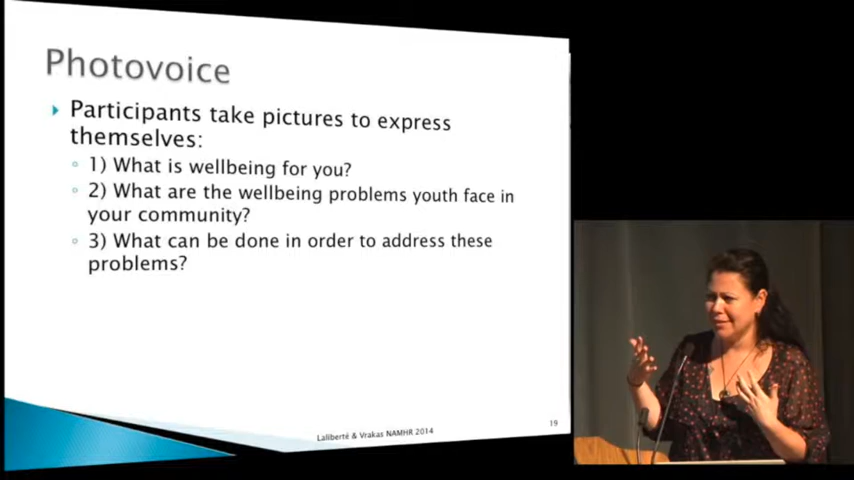 Photovoice
Participants take pictures to express
themselves:
1) What is wellbeing for you?
2) What are the wellbeing problems youth face in
your community?
3) What can be done in order to address these
problems?
Laliberté & Vrakas NAMHR 2014
19